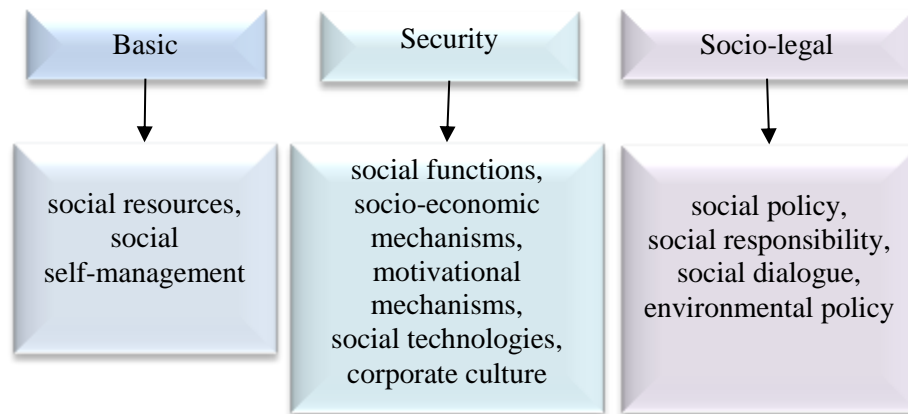 Basic
Security
Socio-legal
social resources,
social
self-management
social functions,
socio-economic
mechanisms,
motivational
mechanisms,
social technologies,
corporate culture
social policy,
social responsibility,
social dialogue,
environmental policy